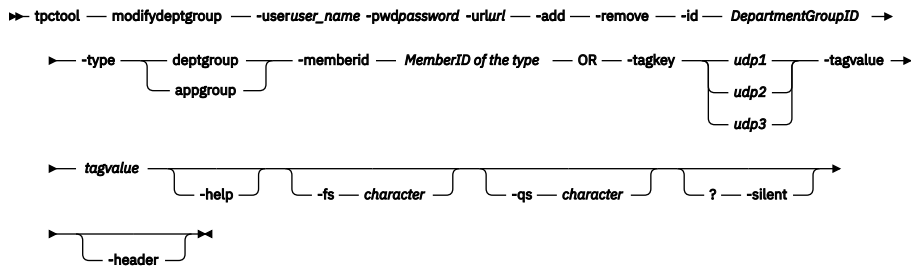 tpctool modifydeptgroup -useruser_name -pwdpassword -urlurl -add -remove -id DepartmentGroupID
-type deptgroup -memberid MemberID of the type OR -tagkey udp1 -tagvalue
appgroup udp2
udp3
tagvalue
-help -fs character -qs character ? -silent
-header